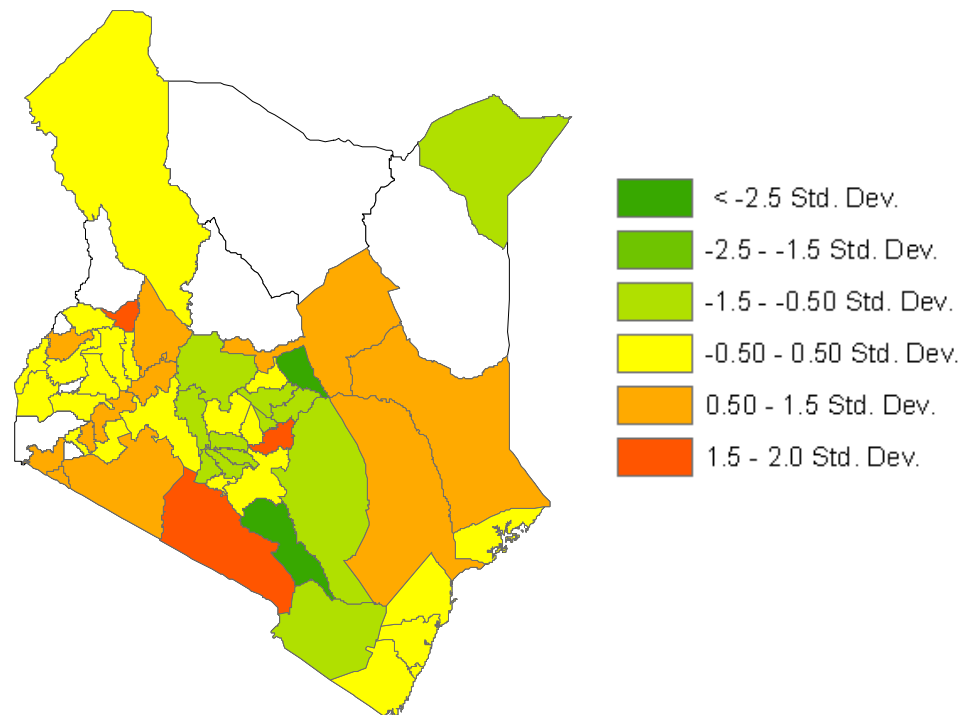 < -2.5 Std. Dev.
-2.5 - -1.5 Std. Dev.
-1.5 - -0.50 Std. Dev.
-0.50 - 0.50 Std. Dev.
0.50 - 1.5 Std. Dev.
1.5 - 2.0 Std. Dev.